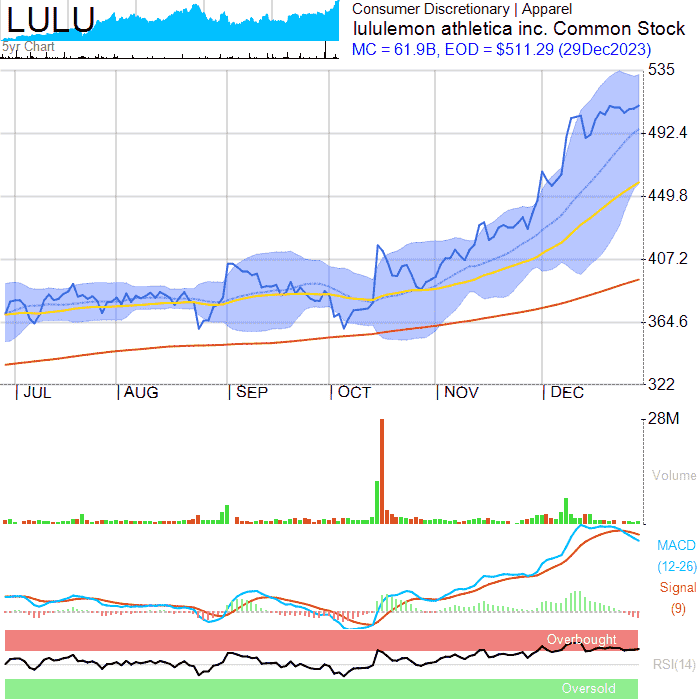 LULU
5yr Chart
Consumer Discretionary | Apparel
lululemon athletica inc. Common Stock
MC = 61.9B, EOD = $511.29 (29Dec2023)
535
492.4
449.8
407.2
364.6
322
JUL AUG SEP OCT NOV DEC
28M
Volume
MACD
(12-26)
Signal
(9)
Overbought
RSI(14)
Oversold